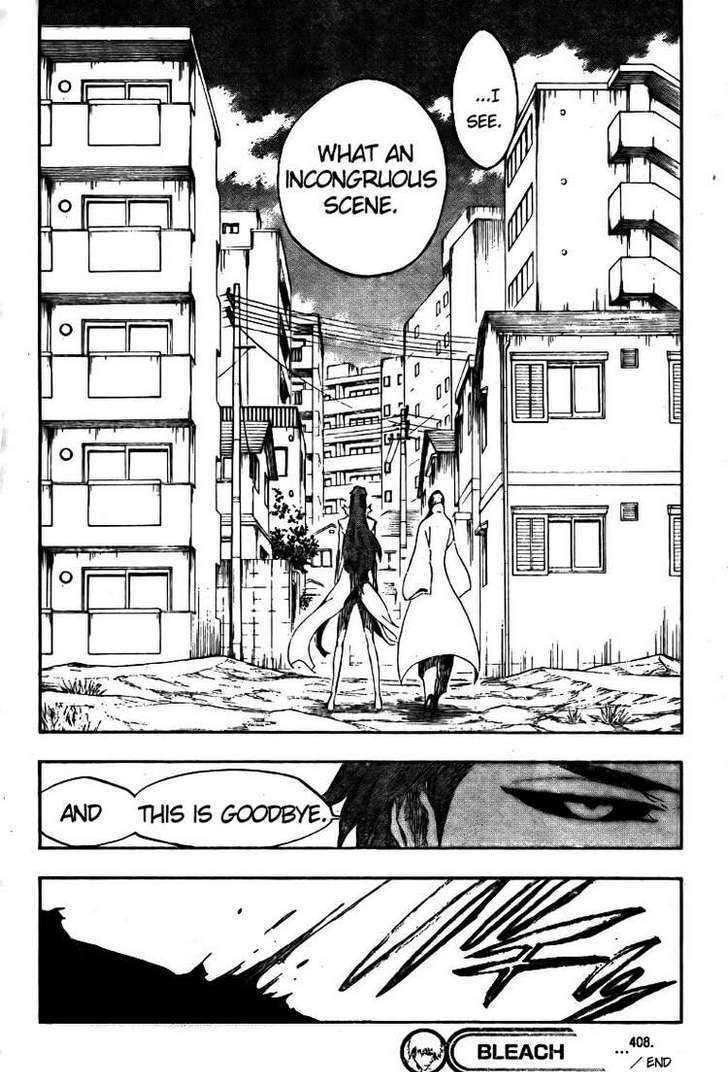 ...I
SEE.
WHAT AN
INCONGRUOUS
SCENE.
AND
THIS IS GOODBYE.
BLEACH
408.
... / END